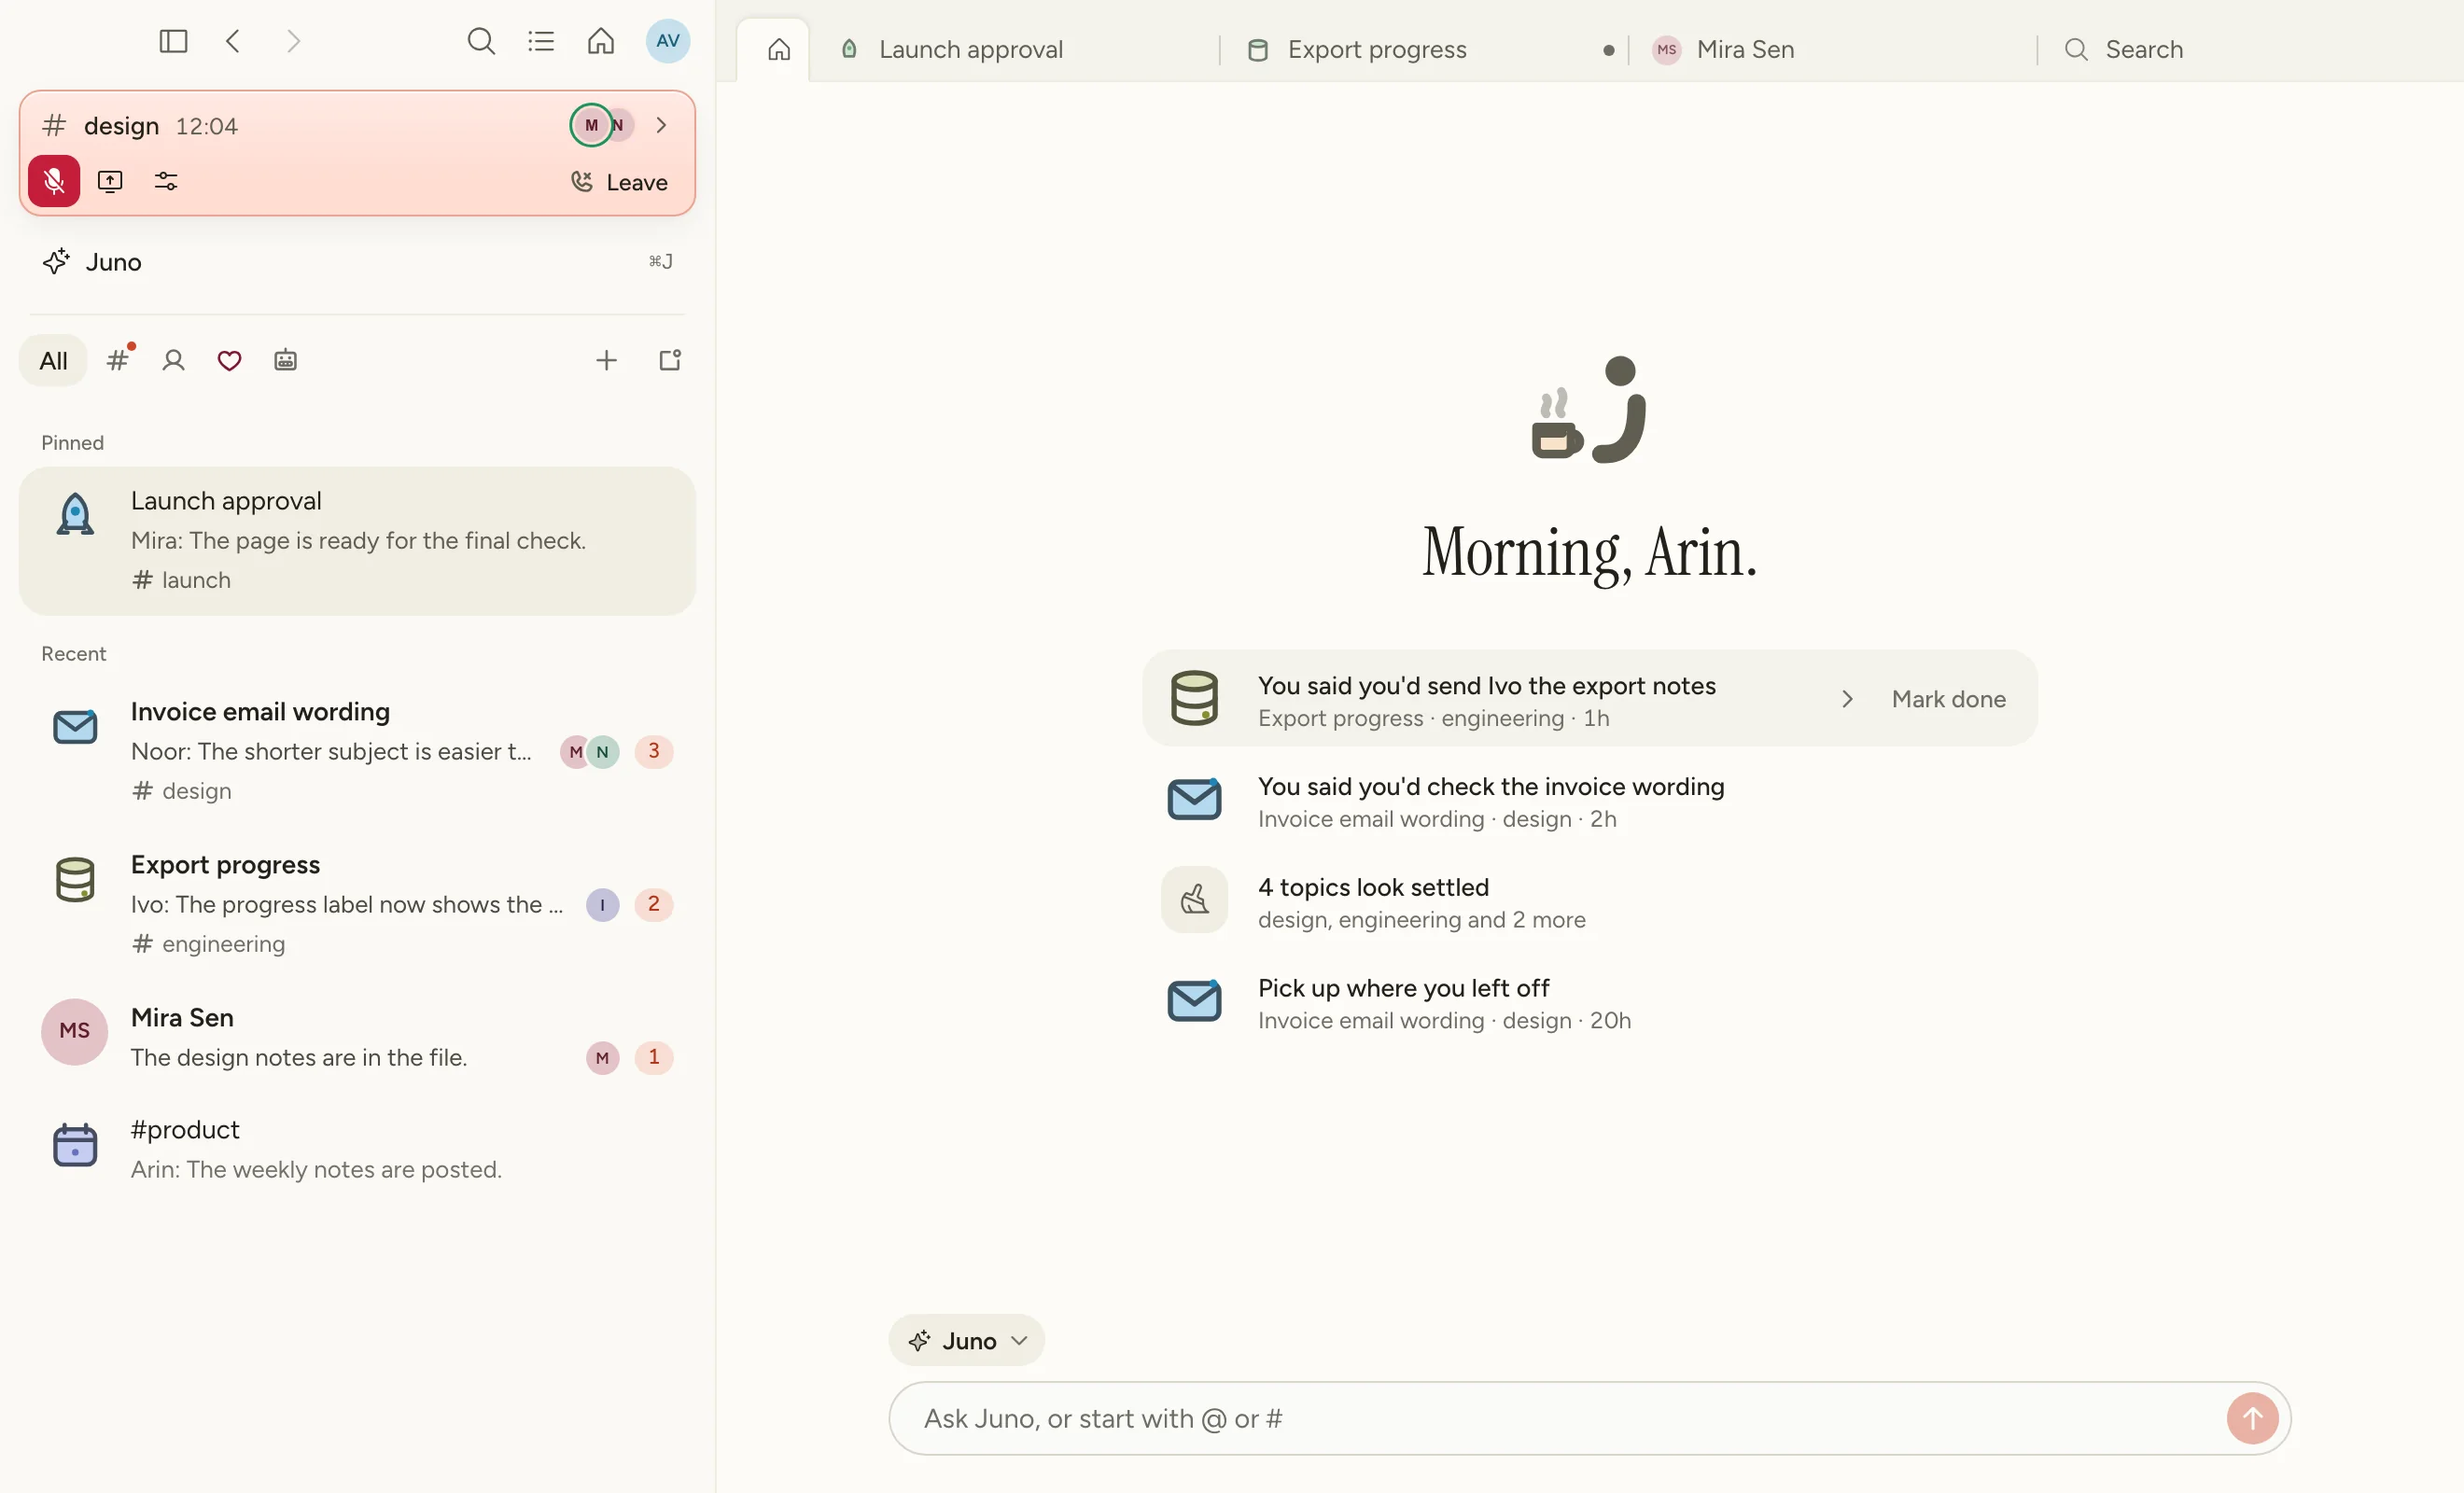 AV
design 12:04
M N
Leave
Juno
⌘J
All
Pinned
Launch approval
Mira: The page is ready for the final check.
# launch
Recent
Invoice email wording
Noor: The shorter subject is easier t...
M N 3
# design
Export progress
Ivo: The progress label now shows the ...
I 2
# engineering
MS
Mira Sen
The design notes are in the file.
M 1
#product
Arin: The weekly notes are posted.
Launch approval
Export progress
MS Mira Sen
Search
Morning, Arin.
You said you'd send Ivo the export notes
Export progress · engineering · 1h
Mark done
You said you'd check the invoice wording
Invoice email wording · design · 2h
4 topics look settled
design, engineering and 2 more
Pick up where you left off
Invoice email wording · design · 20h
Juno
Ask Juno, or start with @ or #